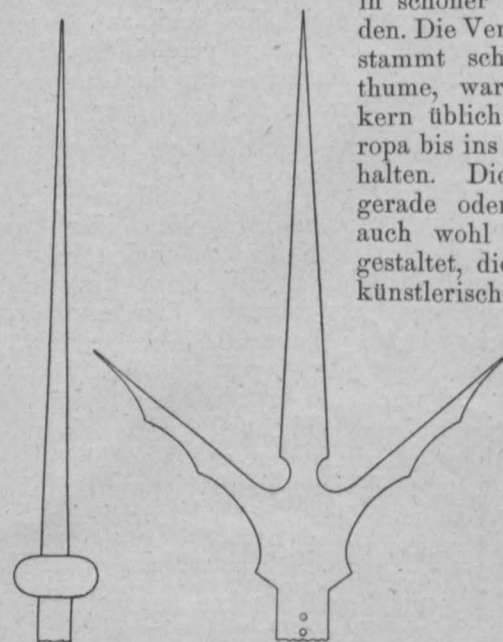 in schöner
den. Die Ver
stammt sch
thume, war
kern üblich
ropa bis ins
halten. Die
gerade oder
auch wohl
gestaltet, die
künstlerisch